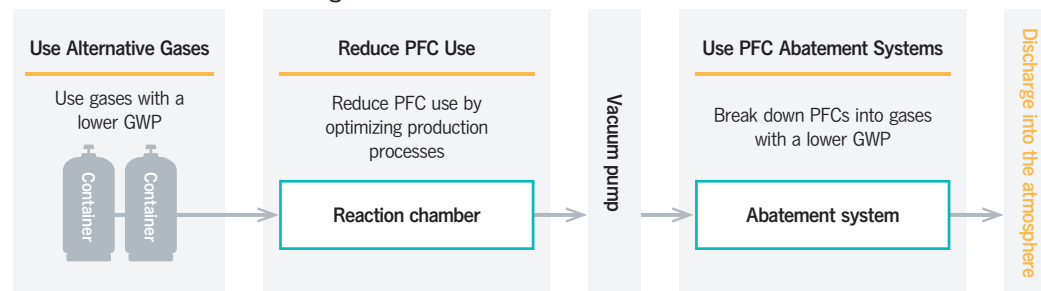 Use Alternative Gases
Use gases with a
lower GWP
Container
Container
Reduce PFC Use
Reduce PFC use by
optimizing production
processes
Reaction chamber
Vacuum pump
Use PFC Abatement Systems
Break down PFCs into gases
with a lower GWP
Abatement system
Discharge into the atmosphere